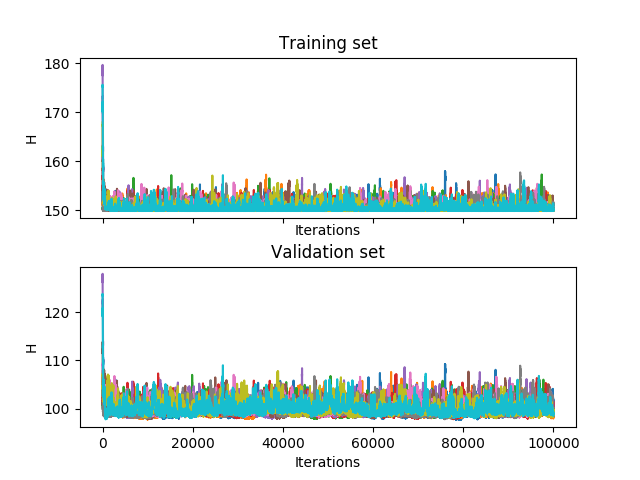 Training set
180
170
160
150
H
Iterations
Validation set
120
110
100
H
0 20000 40000 60000 80000 100000
Iterations